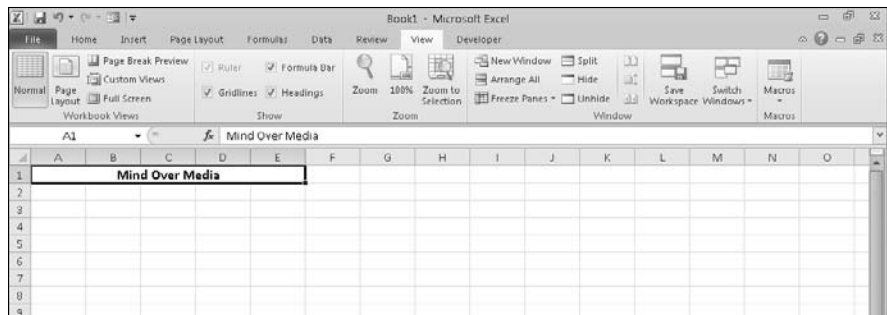 Book1 - Microsoft Excel
File Home Insert Page Layout Formulas Data Review View Developer
Normal
Page Layout
Page Break Preview
Custom Views
Full Screen
Workbook Views
Ruler
Formula Bar
Gridlines
Headings
Show
Zoom
100%
Zoom to Selection
Zoom
New Window
Arrange All
Freeze Panes
Split
Hide
Unhide
Save Workspace
Switch Windows
Window
Macros
Macros
A1
fx Mind Over Media
A B C D E F G H I J K L M N O
1 Mind Over Media
2
3
4
5
6
7
8
9